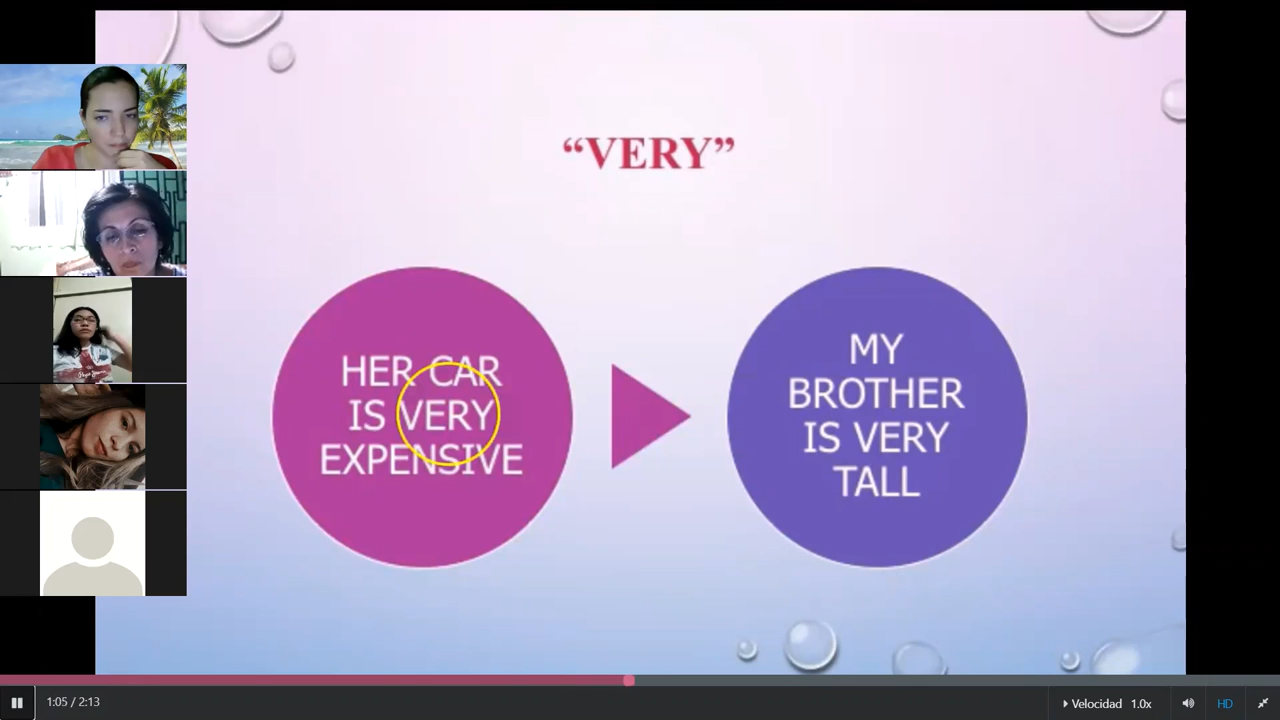 “VERY”
HER CAR
IS VERY
EXPENSIVE
MY
BROTHER
IS VERY
TALL
1:05 / 2:13
Velocidad 1.0x
HD